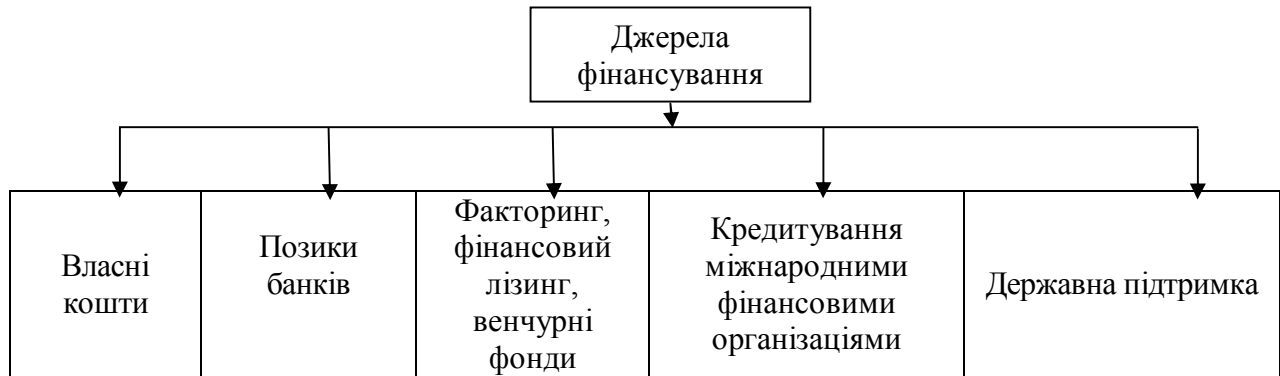 Джерела
фінансування
Власні
кошти
Позики
банків
Факторинг,
фінансовий
лізинг,
венчурні
фонди
Кредитування
міжнародними
фінансовими
організаціями
Державна підтримка